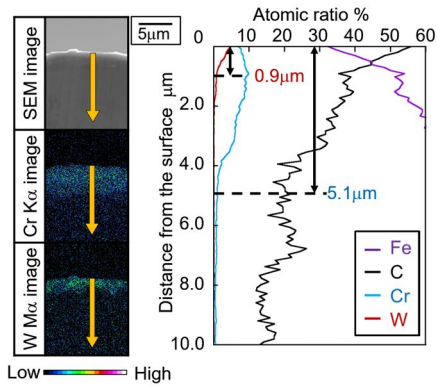 SEM image
Cr Kα image
W Mα image
5μm
Low High
Atomic ratio %
0 10 20 30 40 50 60
Distance from the surface μm
0
2.0
4.0
6.0
8.0
10.0
0.9μm
5.1μm
Fe
C
Cr
W